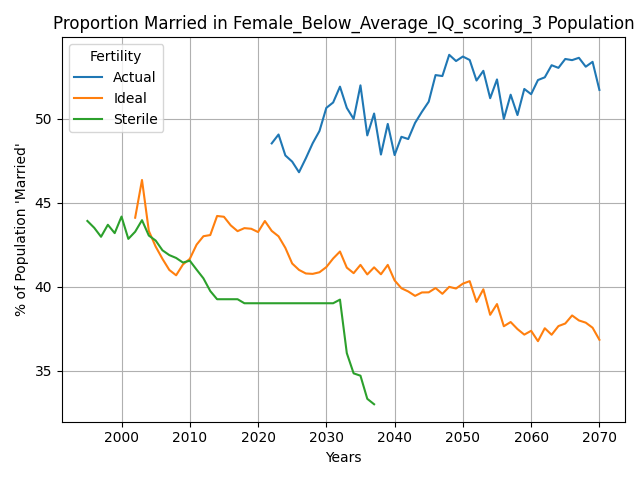 Proportion Married in Female_Below_Average_IQ_scoring_3 Population
Fertility
Actual
Ideal
Sterile
% of Population 'Married'
50
45
40
35
2000 2010 2020 2030 2040 2050 2060 2070
Years